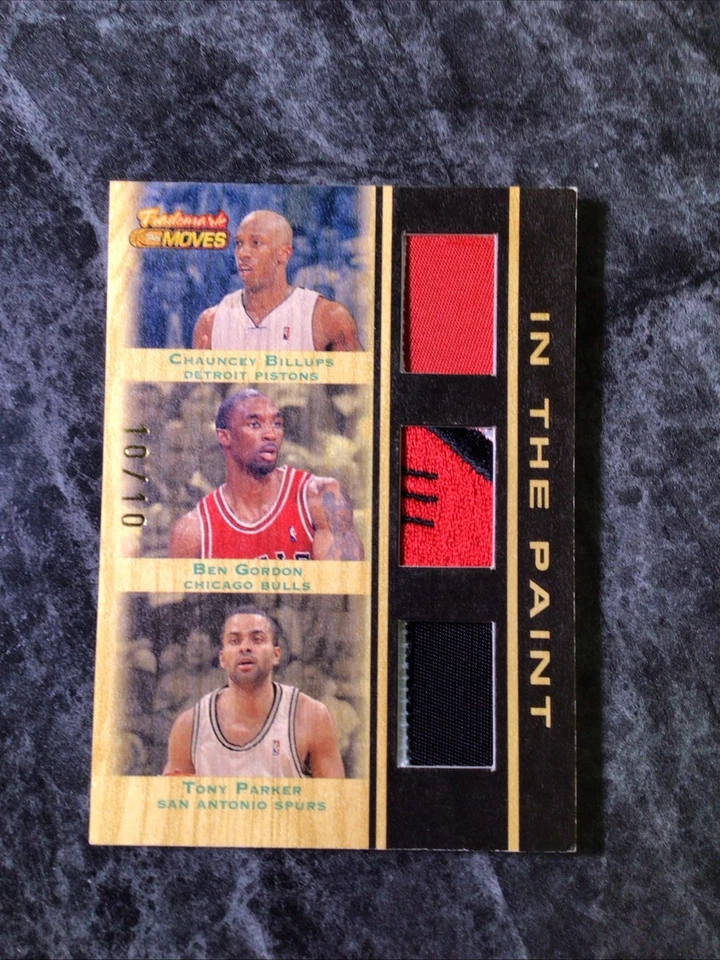 Trademark
MOVES
CHAUNCEY BILLUPS
DETROIT PISTONS
BEN GORDON
CHICAGO BULLS
TONY PARKER
SAN ANTONIO SPURS
10/10
IN THE PAINT